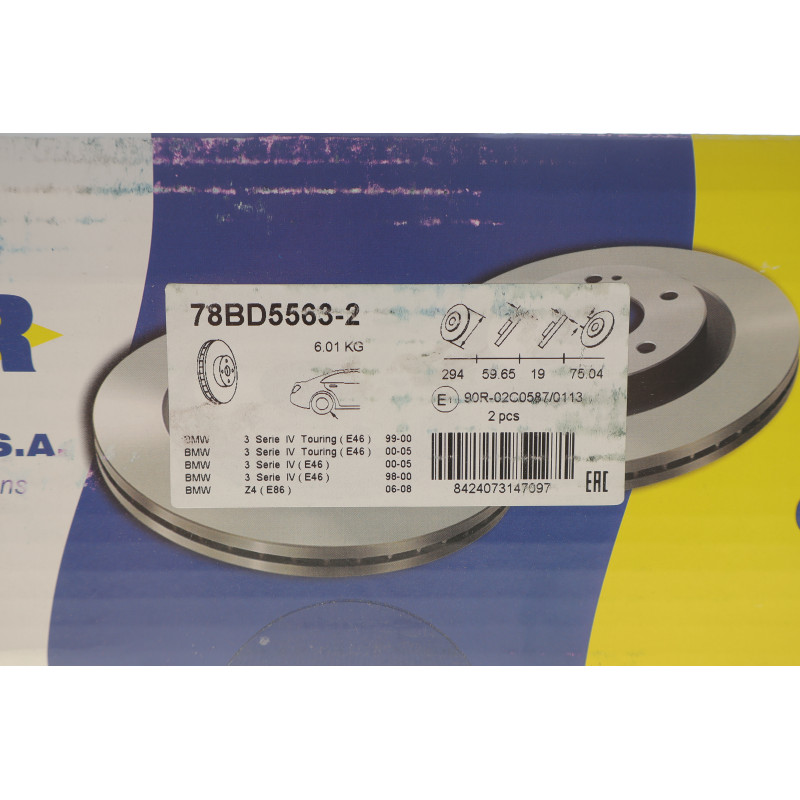 R
S.A.
ns
78BD5563-2
6.01 KG
294 59.65 19 75.04
E1 90R-02C0587/0113
2 pcs
BMW 3 Serie IV Touring (E46) 99-00
BMW 3 Serie IV Touring (E46) 00-05
BMW 3 Serie IV (E46) 00-05
BMW 3 Serie IV (E46) 98-00
BMW Z4 (E86) 06-08
8424073147097
EAC